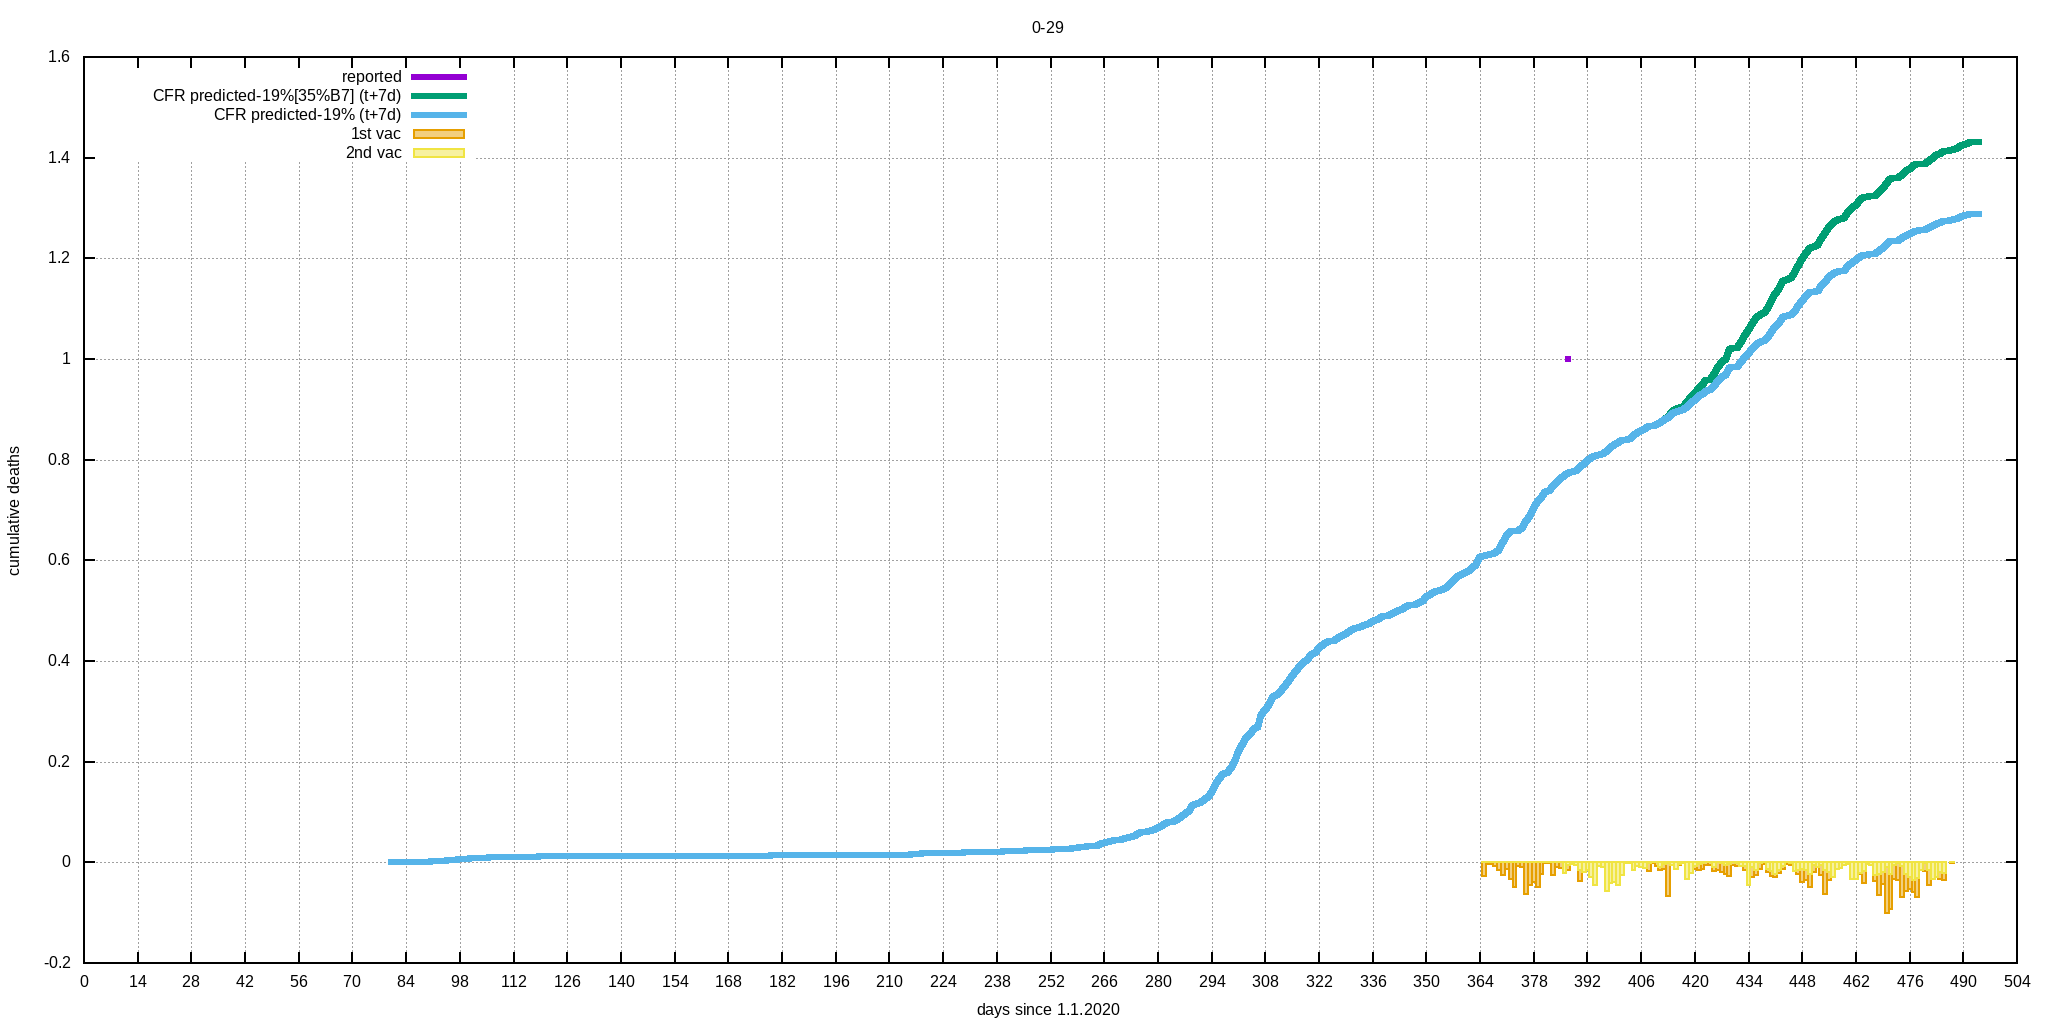 0-29
reported
CFR predicted-19%[35%B7] (t+7d)
CFR predicted-19% (t+7d)
1st vac
2nd vac
1.6
1.4
1.2
1
0.8
0.6
0.4
0.2
0
-0.2
cumulative deaths
0 14 28 42 56 70 84 98 112 126 140 154 168 182 196 210 224 238 252 266 280 294 308 322 336 350 364 378 392 406 420 434 448 462 476 490 504
days since 1.1.2020